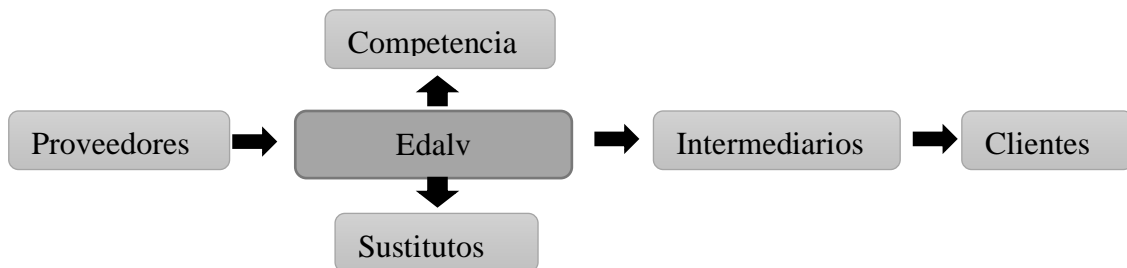 Competencia
Proveedores
Edalv
Intermediarios
Clientes
Sustitutos